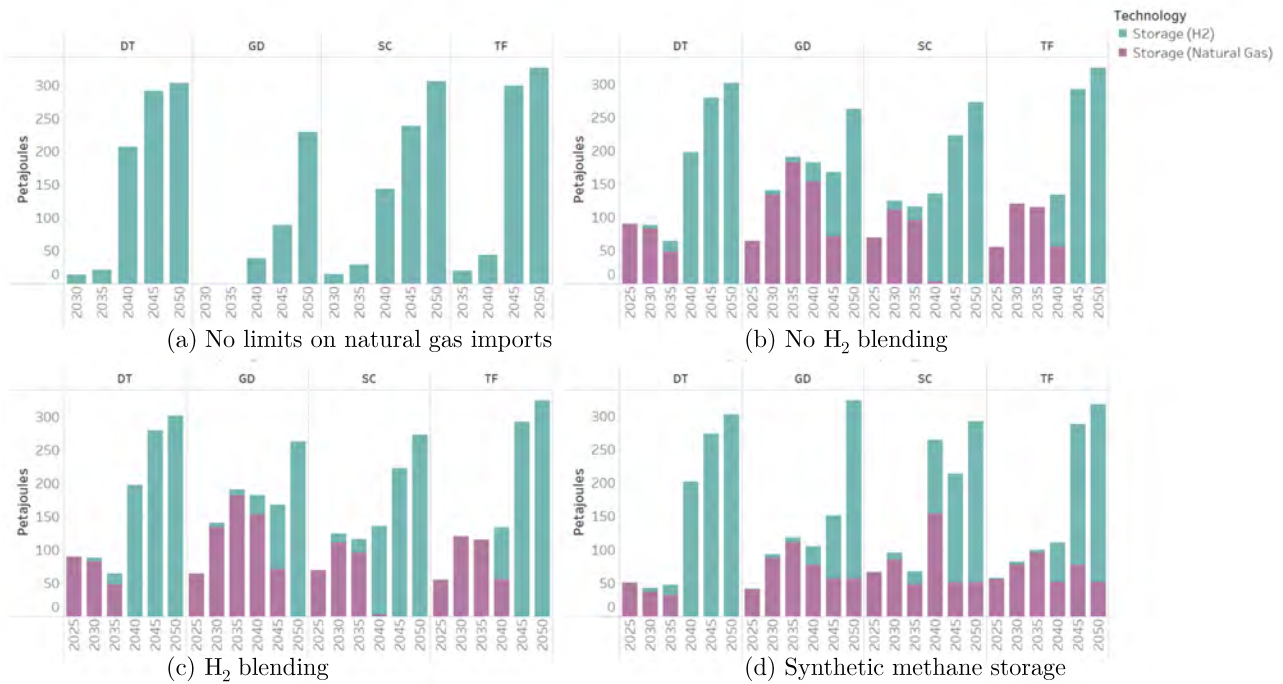 Technology
Storage (H2)
Storage (Natural Gas)
DT GD SC TF
Petajoules
300
250
200
150
100
50
0
2030 2035 2040 2045 2050 2030 2035 2040 2045 2050 2030 2035 2040 2045 2050 2030 2035 2040 2045 2050
(a) No limits on natural gas imports
DT GD SC TF
Petajoules
300
250
200
150
100
50
0
2025 2030 2035 2040 2045 2050 2025 2030 2035 2040 2045 2050 2025 2030 2035 2040 2045 2050 2025 2030 2035 2040 2045 2050
(b) No H₂ blending
DT GD SC TF
Petajoules
300
250
200
150
100
50
0
2025 2030 2035 2040 2045 2050 2025 2030 2035 2040 2045 2050 2025 2030 2035 2040 2045 2050 2025 2030 2035 2040 2045 2050
(c) H₂ blending
DT GD SC TF
Petajoules
300
250
200
150
100
50
0
2025 2030 2035 2040 2045 2050 2025 2030 2035 2040 2045 2050 2025 2030 2035 2040 2045 2050 2025 2030 2035 2040 2045 2050
(d) Synthetic methane storage